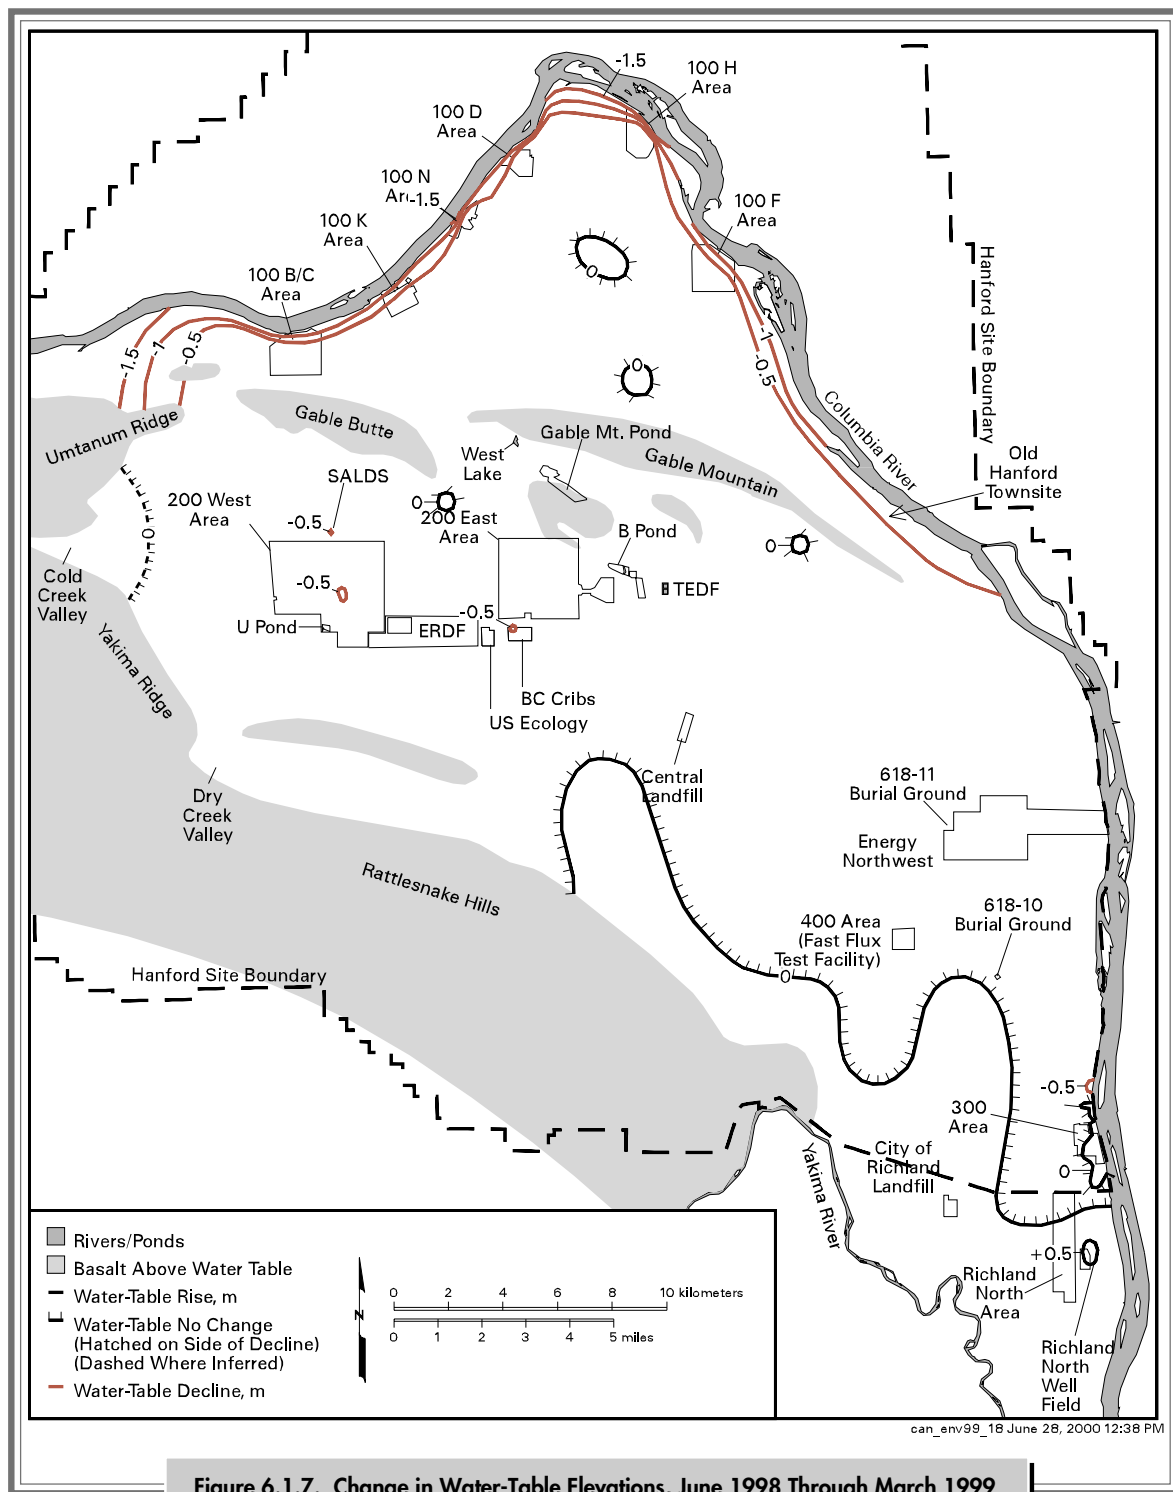 -1.5
100 H
Area
100 D
Area
100 N
Ar
-1.5
100 K
Area
100 F
Area
100 B/C
Area
0
Hanford Site Boundary
-1.5
-1
-0.5
0
-1
-0.5
Columbia River
Umtanum Ridge
Gable Butte
Gable Mt. Pond
West
Lake
Gable Mountain
Old
Hanford
Townsite
SALDS
200 West
Area
-0.5
0
200 East
Area
0
0
B Pond
TEDF
Cold
Creek
Valley
-0.5
-0.5
U Pond
ERDF
Yakima Ridge
BC Cribs
US Ecology
Dry
Creek
Valley
Central
Landfill
618-11
Burial Ground
Energy
Northwest
Rattlesnake Hills
618-10
Burial Ground
400 Area
(Fast Flux
Test Facility)
0
Hanford Site Boundary
-0.5
300
Area
City of
Richland
Landfill
0
Yakima River
+0.5
Richland
North
Area
Richland
North
Well
Field
Rivers/Ponds
Basalt Above Water Table
Water-Table Rise, m
Water-Table No Change
(Hatched on Side of Decline)
(Dashed Where Inferred)
Water-Table Decline, m
N
0 2 4 6 8 10 kilometers
0 1 2 3 4 5 miles
can_env99_18 June 28, 2000 12:38 PM
Figure 6.1.7. Change in Water-Table Elevations, June 1998 Through March 1999